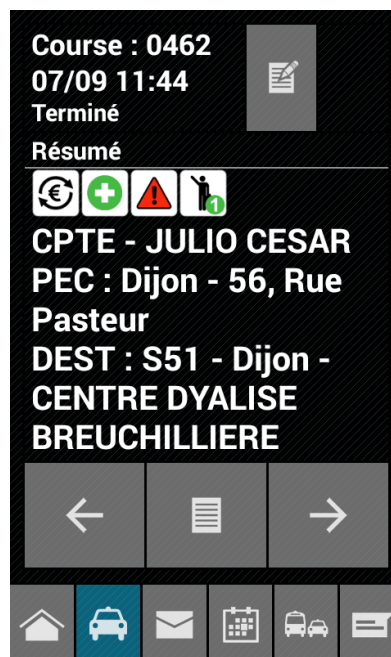 Course : 0462
07/09 11:44
Terminé
Résumé
€
1
CPTE - JULIO CESAR
PEC : Dijon - 56, Rue
Pasteur
DEST : S51 - Dijon -
CENTRE DYALISE
BREUCHILLIERE